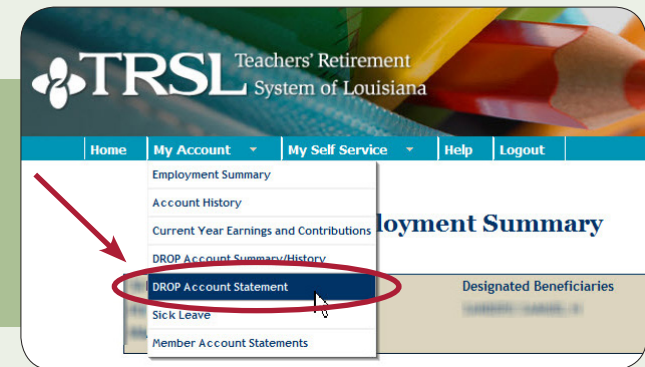 TRSL Teachers' Retirement
System of Louisiana
Home My Account My Self Service Help Logout
Employment Summary
Account History
Current Year Earnings and Contributions
loyment Summary
DROP Account Summary/History
DROP Account Statement
Designated Beneficiaries
Sick Leave
Member Account Statements